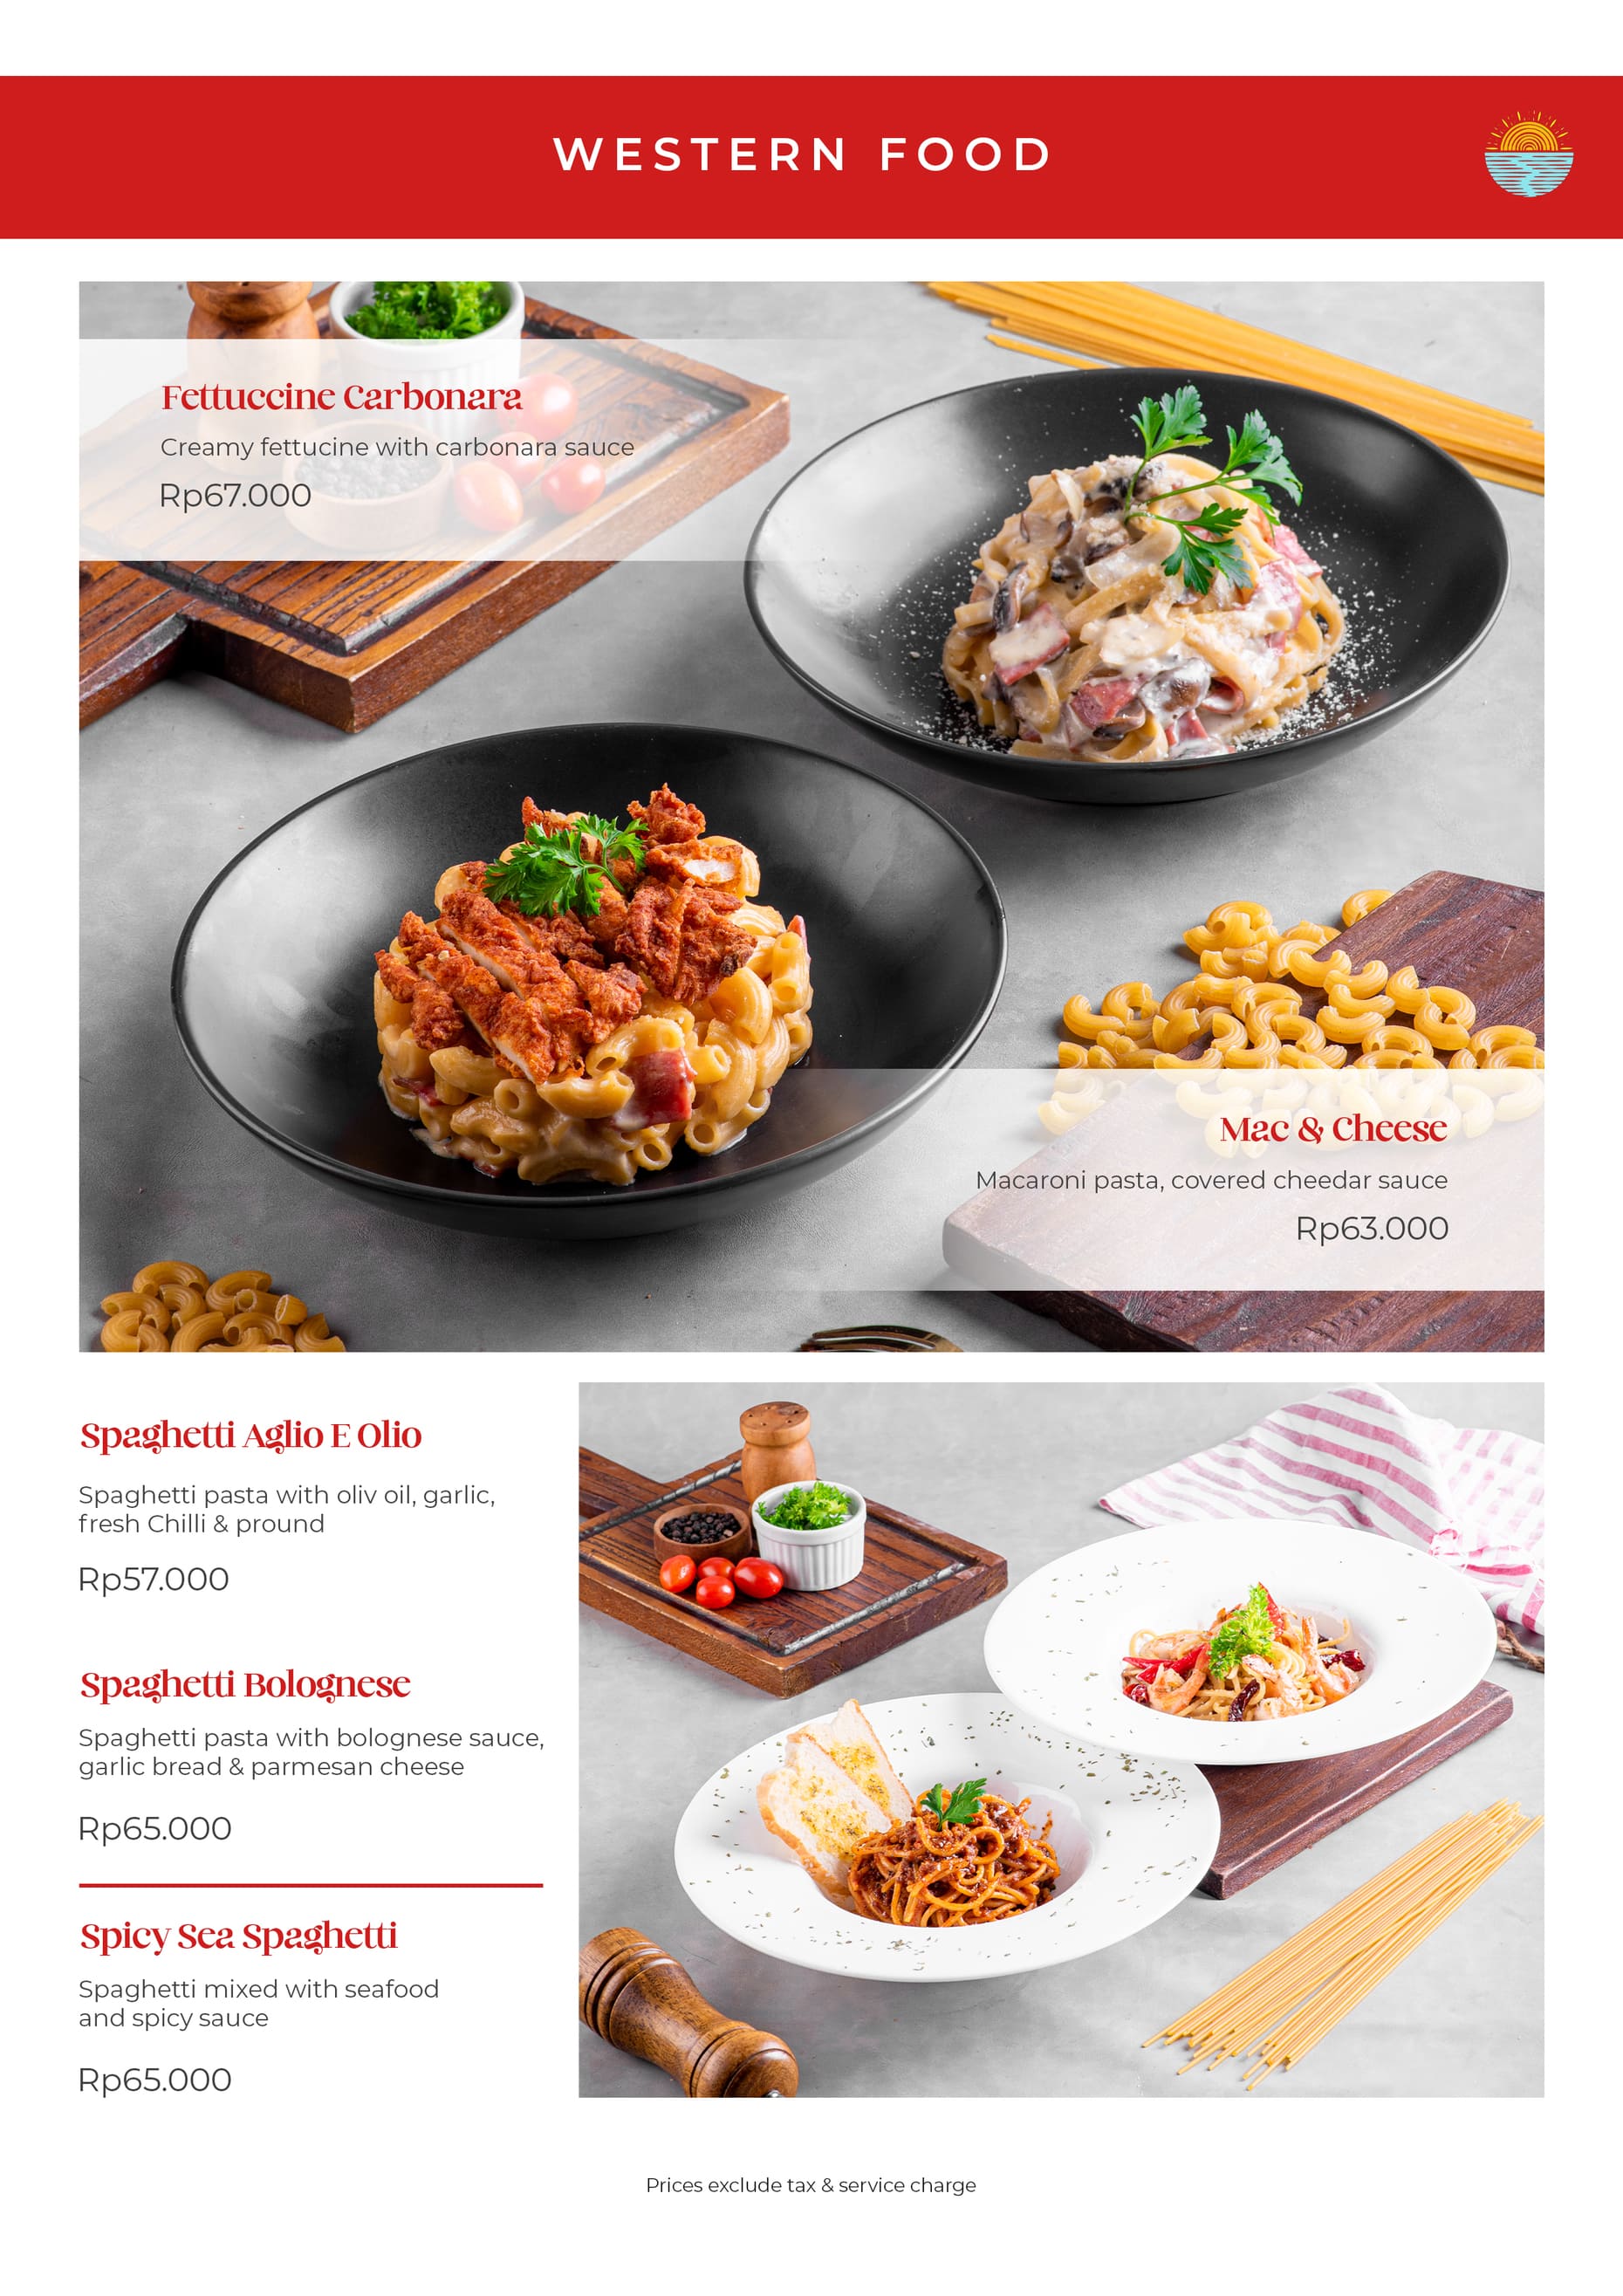 WESTERN FOOD
Fettuccine Carbonara
Creamy fettucine with carbonara sauce
Rp67.000
Mac & Cheese
Macaroni pasta, covered cheedar sauce
Rp63.000
Spaghetti Aglio E Olio
Spaghetti pasta with oliv oil, garlic,
fresh Chilli & pround
Rp57.000
Spaghetti Bolognese
Spaghetti pasta with bolognese sauce,
garlic bread & parmesan cheese
Rp65.000
Spicy Sea Spaghetti
Spaghetti mixed with seafood
and spicy sauce
Rp65.000
Prices exclude tax & service charge